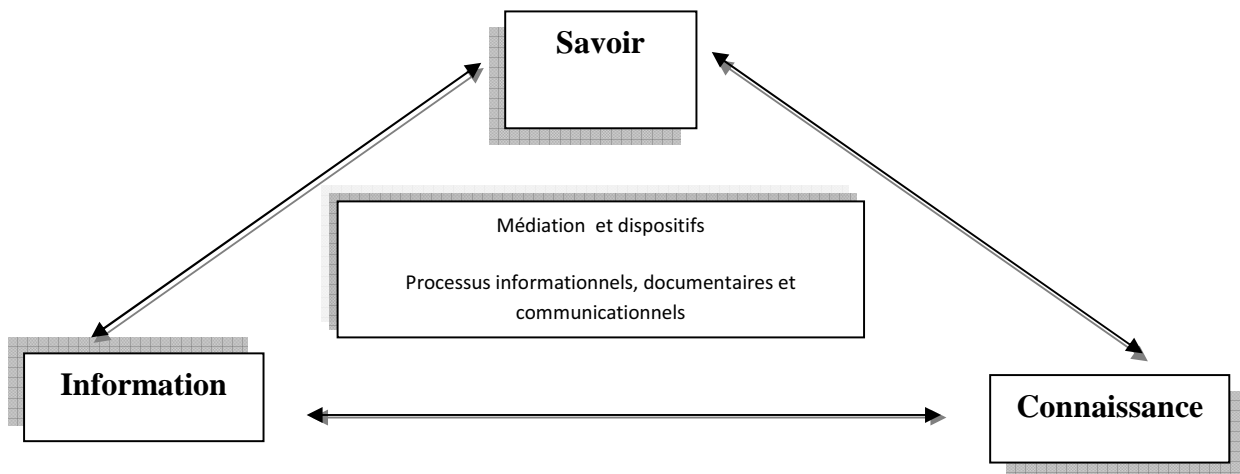 Savoir
Médiation et dispositifs
Processus informationnels, documentaires et
communicationnels
Information
Connaissance